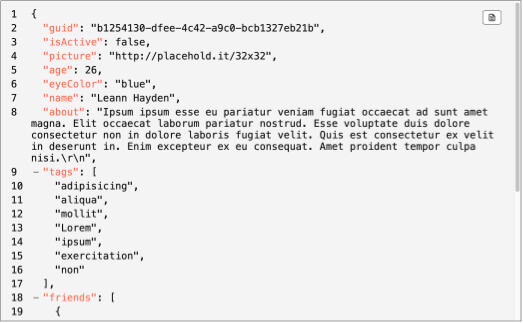 1 {
2 "guid": "b1254130-dfee-4c42-a9c0-bcb1327eb21b",
3 "isActive": false,
4 "picture": "http://placehold.it/32x32",
5 "age": 26,
6 "eyeColor": "blue",
7 "name": "Leann Hayden",
8 "about": "Ipsum ipsum esse eu pariatur veniam fugiat occaecat ad sunt amet
magna. Elit occaecat laborum pariatur nostrud. Esse voluptate duis dolore
consectetur non in dolore laboris fugiat velit. Quis est consectetur ex velit
in deserunt in. Enim excepteur ex eu consequat. Amet proident tempor culpa
nisi.\r\n",
9 − "tags": [
10 "adipisicing",
11 "aliqua",
12 "mollit",
13 "Lorem",
14 "ipsum",
15 "exercitation",
16 "non"
17 ],
18 − "friends": [
19 {